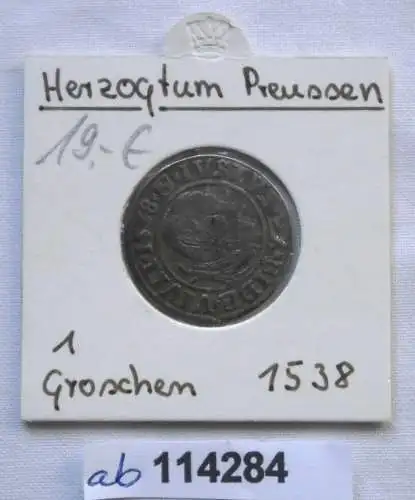 Herzogtum Preussen
19,- €
1
Groschen 1538
ab 114284